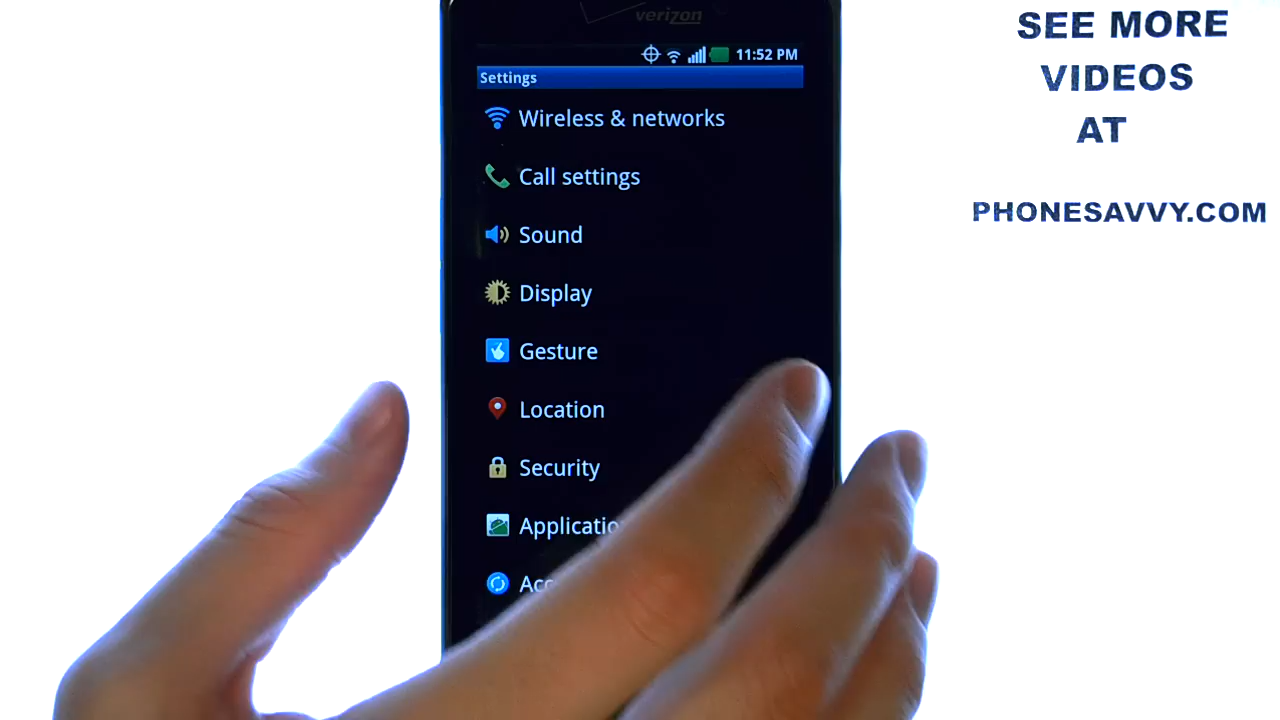 verizon
11:52 PM
Settings
Wireless & networks
Call settings
Sound
Display
Gesture
Location
Security
SEE MORE
VIDEOS
AT
PHONESAVVY.COM